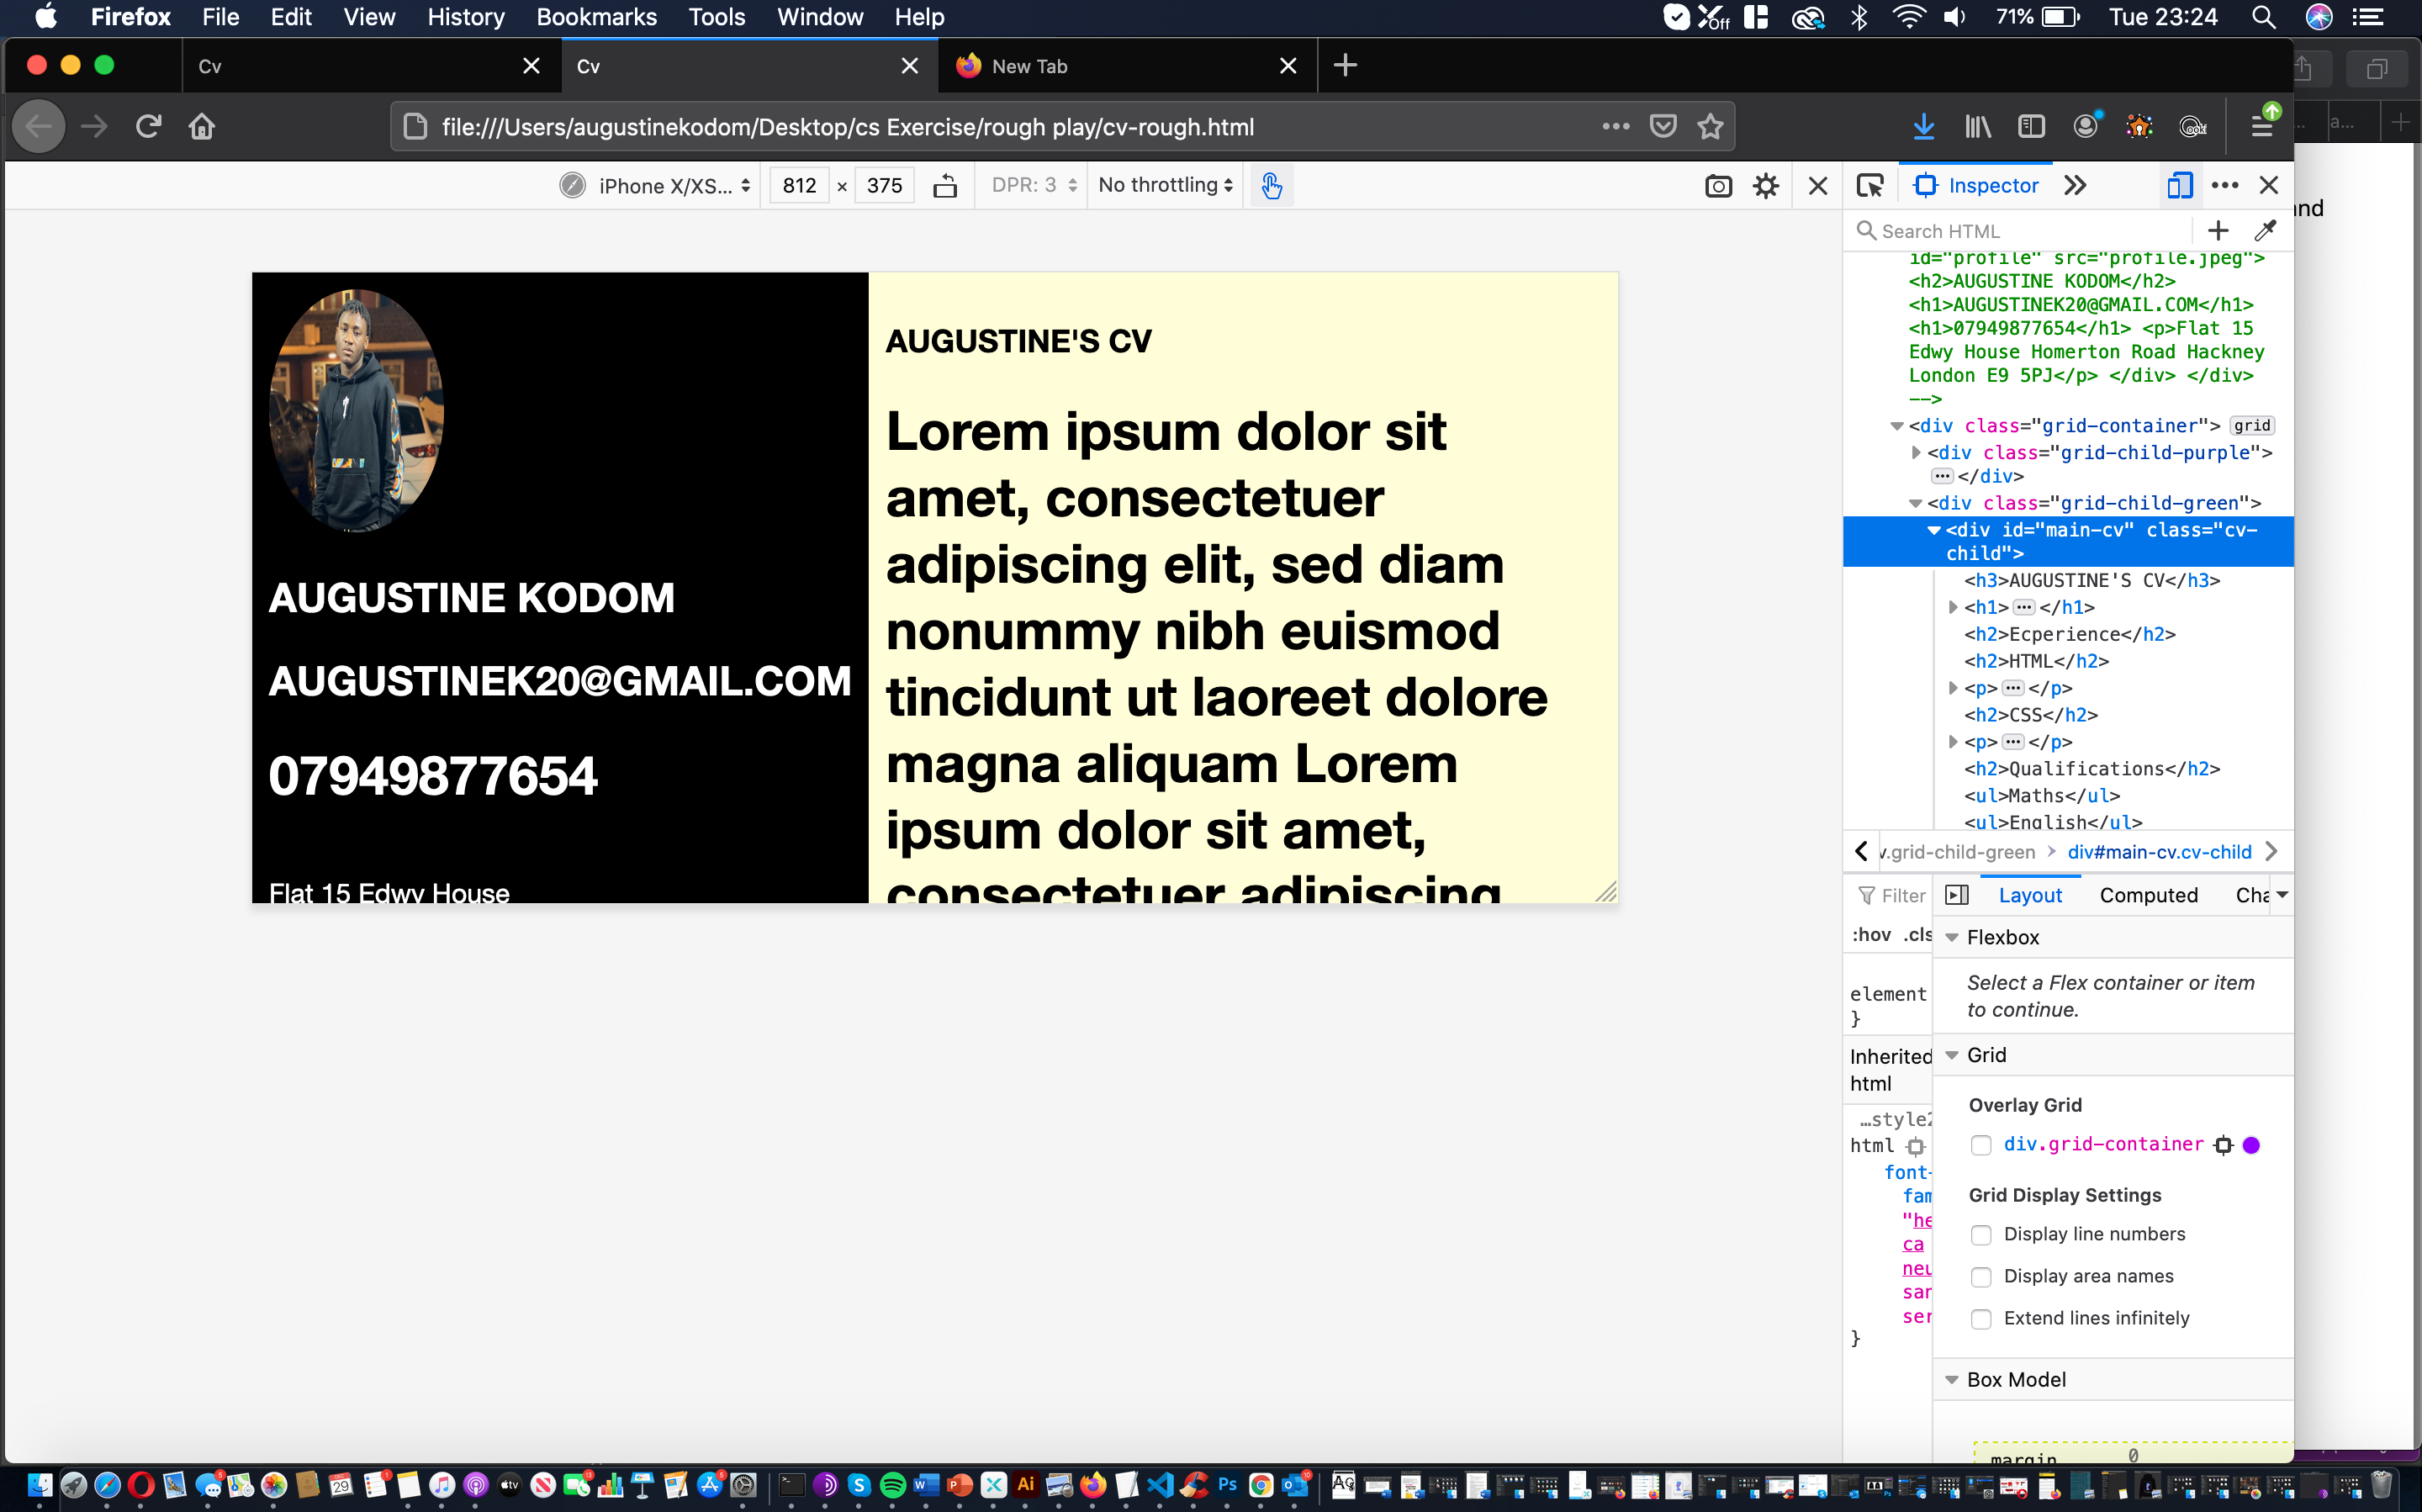 Firefox File Edit View History Bookmarks Tools Window Help
Off 71% Tue 23:24
Cv
Cv
New Tab
file:///Users/augustinekodom/Desktop/cs Exercise/rough play/cv-rough.html
iPhone X/XS... 812 × 375 DPR: 3 No throttling
Inspector
Search HTML
AUGUSTINE KODOM
AUGUSTINEK20@GMAIL.COM
07949877654
Flat 15 Edwy House
AUGUSTINE'S CV
Lorem ipsum dolor sit
amet, consectetuer
adipiscing elit, sed diam
nonummy nibh euismod
tincidunt ut laoreet dolore
magna aliquam Lorem
ipsum dolor sit amet,
consectetuer adipiscing
id="profile" src="profile.jpeg">
<h2>AUGUSTINE KODOM</h2>
<h1>AUGUSTINEK20@GMAIL.COM</h1>
<h1>07949877654</h1> <p>Flat 15
Edwy House Homerton Road Hackney
London E9 5PJ</p> </div> </div>
-->
<div class="grid-container"> grid
<div class="grid-child-purple">
</div>
<div class="grid-child-green">
<div id="main-cv" class="cv-
child">
<h3>AUGUSTINE'S CV</h3>
<h1> </h1>
<h2>Ecperience</h2>
<h2>HTML</h2>
<p> </p>
<h2>CSS</h2>
<p> </p>
<h2>Qualifications</h2>
<ul>Maths</ul>
<ul>English</ul>
.grid-child-green > div#main-cv.cv-child
Filter
:hov .cls
element
}
Inherited
html
...style2
html
font-
fam
"he
ca
neu
san
ser
}
Layout Computed Cha
Flexbox
Select a Flex container or item
to continue.
Grid
Overlay Grid
div.grid-container
Grid Display Settings
Display line numbers
Display area names
Extend lines infinitely
Box Model
margin 0
and
a...